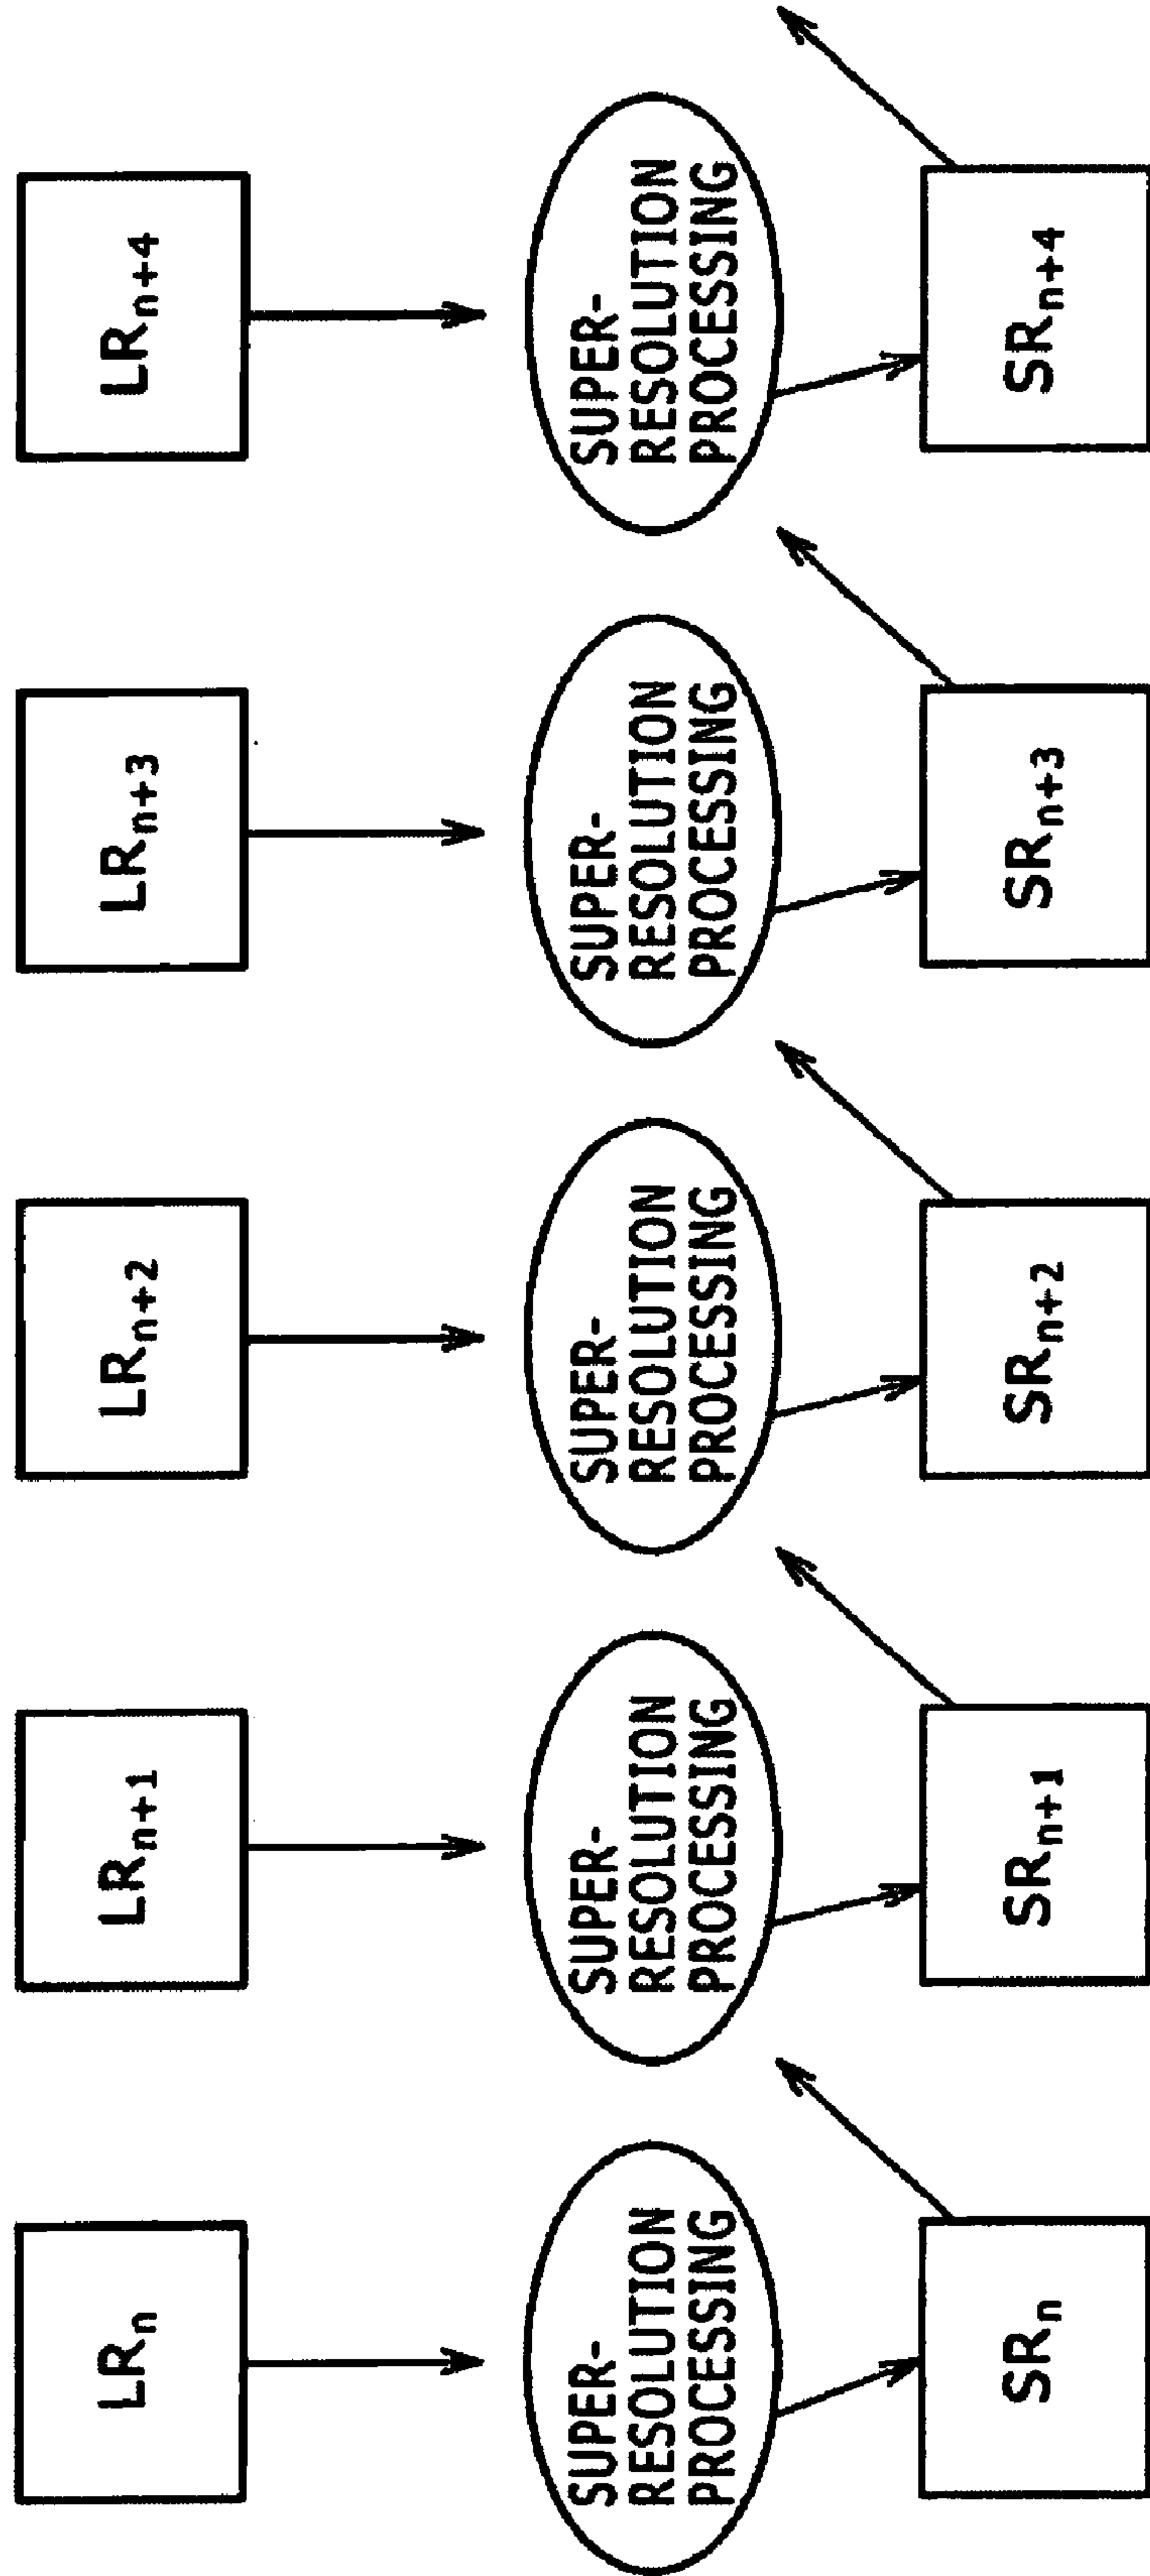 LRn
LRn+1
LRn+2
LRn+3
LRn+4
SUPER-
RESOLUTION
PROCESSING
SUPER-
RESOLUTION
PROCESSING
SUPER-
RESOLUTION
PROCESSING
SUPER-
RESOLUTION
PROCESSING
SUPER-
RESOLUTION
PROCESSING
SRn
SRn+1
SRn+2
SRn+3
SRn+4